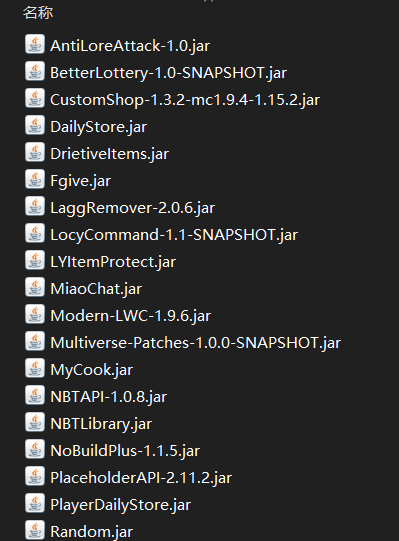 名称
AntiLoreAttack-1.0.jar
BetterLottery-1.0-SNAPSHOT.jar
CustomShop-1.3.2-mc1.9.4-1.15.2.jar
DailyStore.jar
DrietiveItems.jar
Fgive.jar
LaggRemover-2.0.6.jar
LocyCommand-1.1-SNAPSHOT.jar
LYItemProtect.jar
MiaoChat.jar
Modern-LWC-1.9.6.jar
Multiverse-Patches-1.0.0-SNAPSHOT.jar
MyCook.jar
NBTAPI-1.0.8.jar
NBTLibrary.jar
NoBuildPlus-1.1.5.jar
PlaceholderAPI-2.11.2.jar
PlayerDailyStore.jar
Random.jar